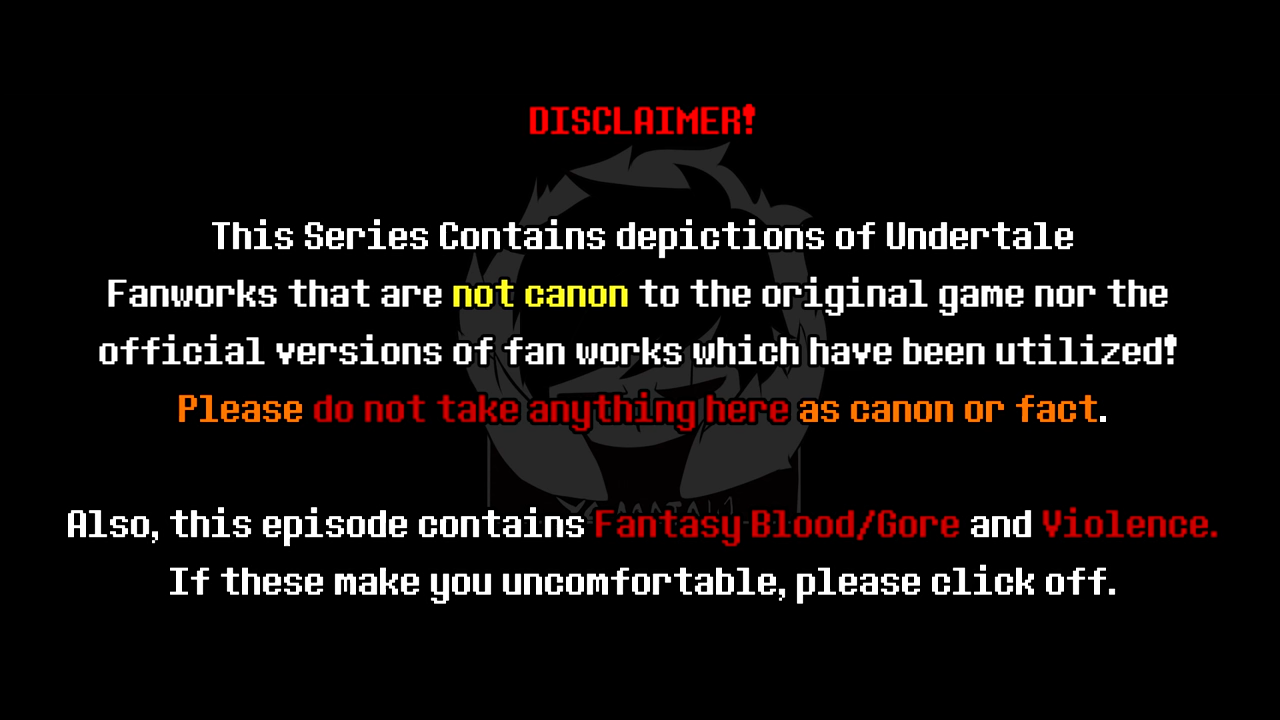 DISCLAIMER!
This Series Contains depictions of Undertale
Fanworks that are not canon to the original game nor the
official versions of fan works which have been utilized!
Please do not take anything here as canon or fact.
Also, this episode contains Fantasy Blood/Gore and Violence.
If these make you uncomfortable, please click off.